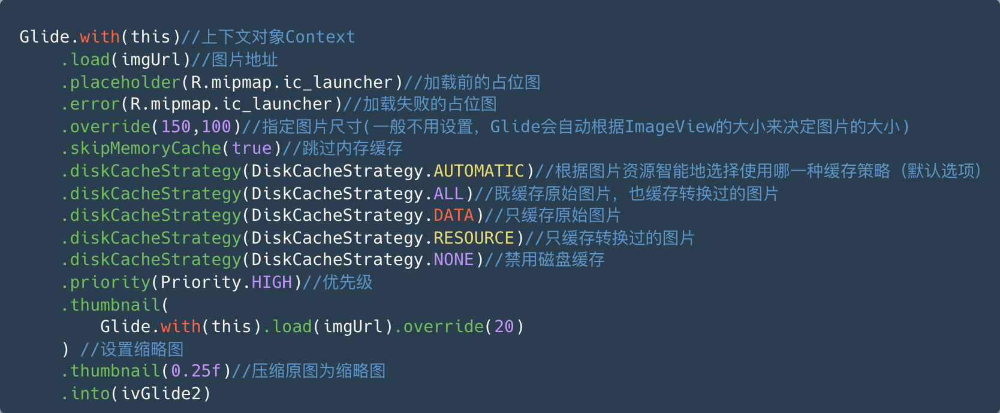 Glide.with(this)//上下文对象Context
    .load(imgUrl)//图片地址
    .placeholder(R.mipmap.ic_launcher)//加载前的占位图
    .error(R.mipmap.ic_launcher)//加载失败的占位图
    .override(150,100)//指定图片尺寸(一般不用设置，Glide会自动根据ImageView的大小来决定图片的大小)
    .skipMemoryCache(true)//跳过内存缓存
    .diskCacheStrategy(DiskCacheStrategy.AUTOMATIC)//根据图片资源智能地选择使用哪一种缓存策略（默认选项）
    .diskCacheStrategy(DiskCacheStrategy.ALL)//既缓存原始图片，也缓存转换过的图片
    .diskCacheStrategy(DiskCacheStrategy.DATA)//只缓存原始图片
    .diskCacheStrategy(DiskCacheStrategy.RESOURCE)//只缓存转换过的图片
    .diskCacheStrategy(DiskCacheStrategy.NONE)//禁用磁盘缓存
    .priority(Priority.HIGH)//优先级
    .thumbnail(
        Glide.with(this).load(imgUrl).override(20)
    ) //设置缩略图
    .thumbnail(0.25f)//压缩原图为缩略图
    .into(ivGlide2)